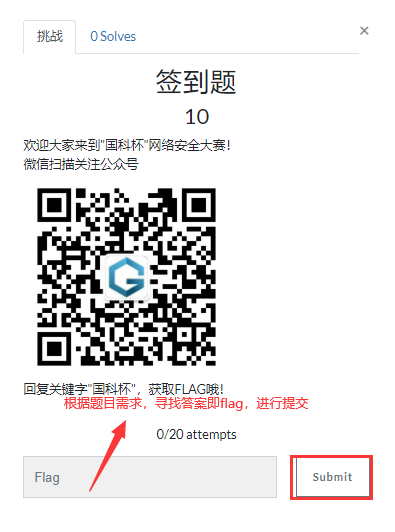 挑战
0 Solves
×
签到题
10
欢迎大家来到"国科杯"网络安全大赛！
微信扫描关注公众号
回复关键字"国科杯"，获取FLAG哦！
根据题目需求，寻找答案即flag，进行提交
0/20 attempts
Flag
Submit